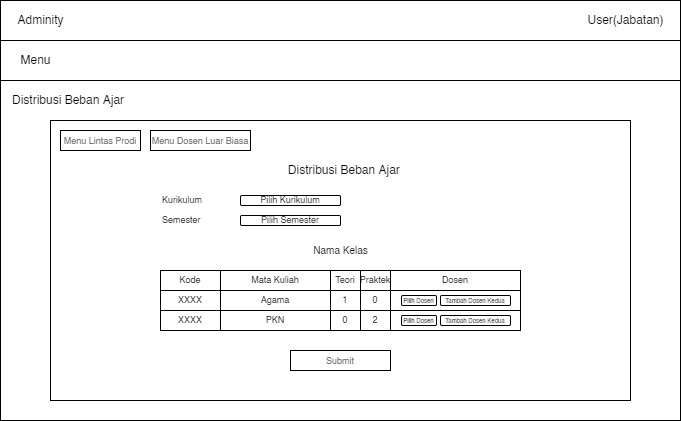 Adminity User(Jabatan)
Menu
Distribusi Beban Ajar
Menu Lintas Prodi Menu Dosen Luar Biasa
Distribusi Beban Ajar
Kurikulum Pilih Kurikulum
Semester Pilih Semester
Nama Kelas
Kode Mata Kuliah Teori Praktek Dosen
XXXX Agama 1 0 Pilih Dosen Tambah Dosen Kedua
XXXX PKN 0 2 Pilih Dosen Tambah Dosen Kedua
Submit